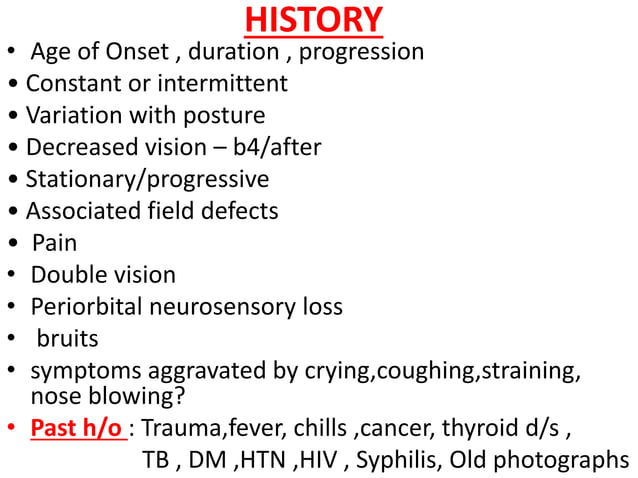 HISTORY
• Age of Onset , duration , progression
• Constant or intermittent
• Variation with posture
• Decreased vision – b4/after
• Stationary/progressive
• Associated field defects
• Pain
• Double vision
• Periorbital neurosensory loss
• bruits
• symptoms aggravated by crying,coughing,straining,
nose blowing?
• Past h/o : Trauma,fever, chills ,cancer, thyroid d/s ,
TB , DM ,HTN ,HIV , Syphilis, Old photographs